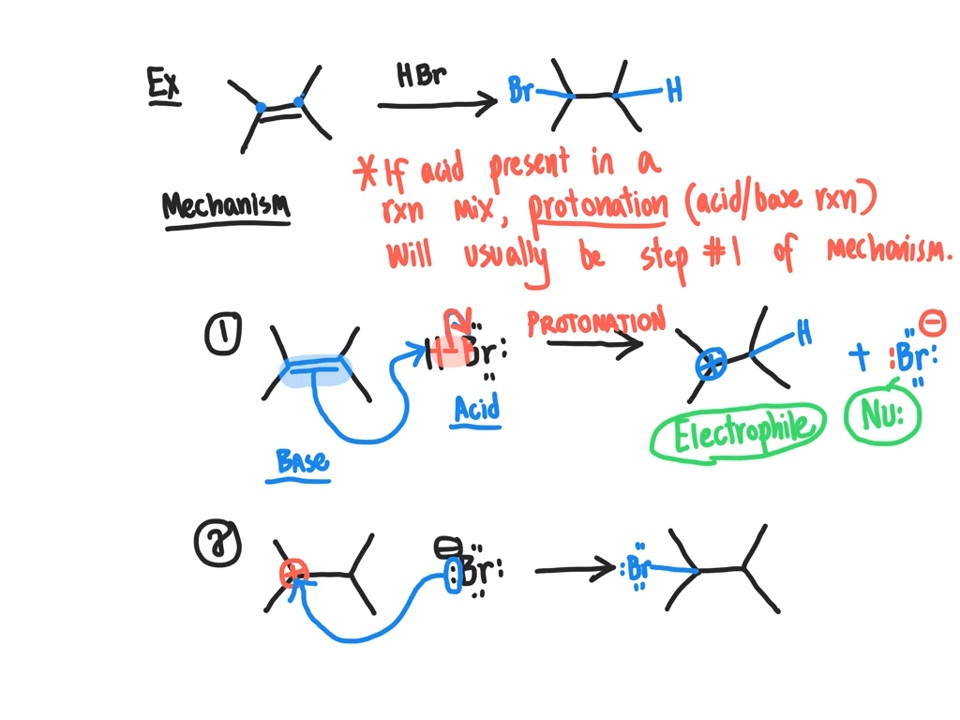 Ex
HBr
Br H
*If acid present in a
rxn mix, protonation (acid/base rxn)
will usually be step #1 of mechanism.
Mechanism
① H-Br: PROTONATION ⊕ H + :Br: ⊖
Acid
Electrophile Nu:
Base
② ⊕ ⊖ :Br: :Br